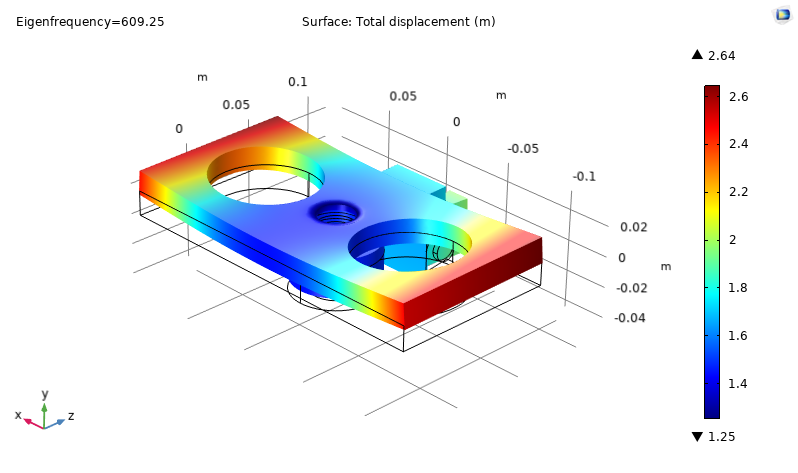 Eigenfrequency=609.25 Surface: Total displacement (m)
▲ 2.64
m
0.1
0.05
0
0.05
m
0
-0.05
-0.1
0.02
0
m
-0.02
-0.04
2.6
2.4
2.2
2
1.8
1.6
1.4
▼ 1.25
y
x
z